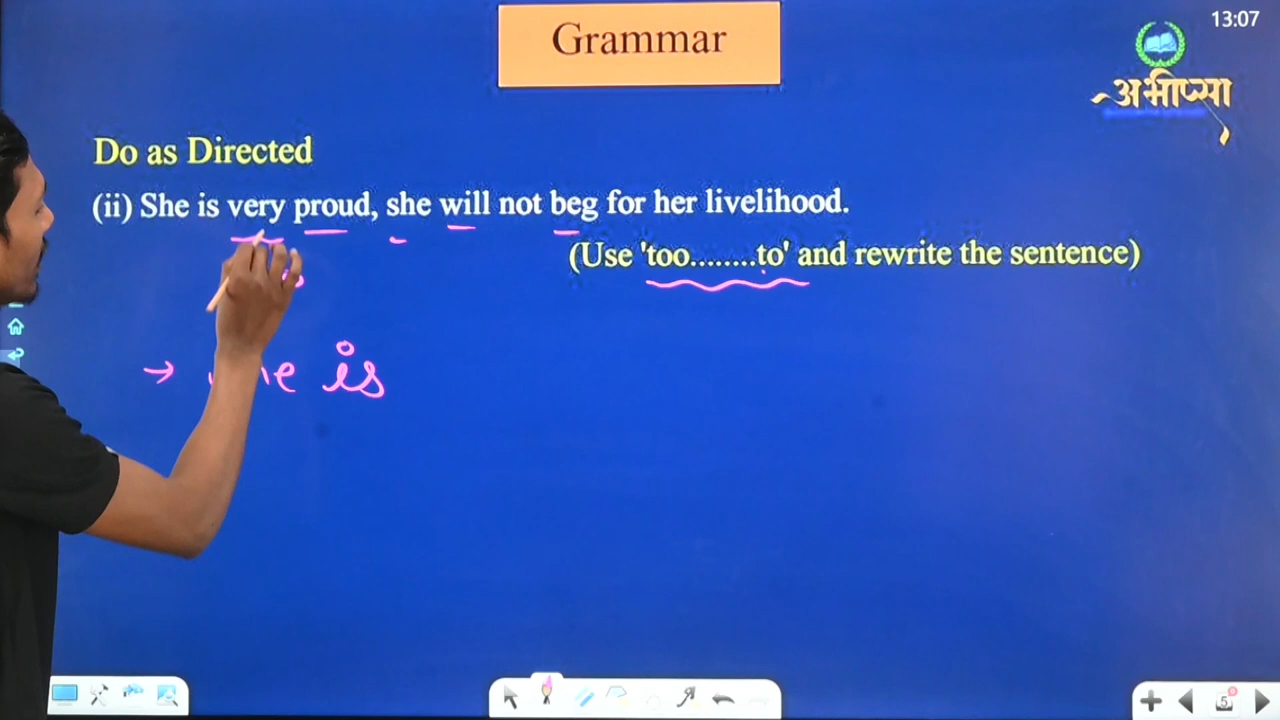 13:07
Grammar
अभीप्सा
Do as Directed
(ii) She is very proud, she will not beg for her livelihood.
(Use 'too........to' and rewrite the sentence)
→ is
5